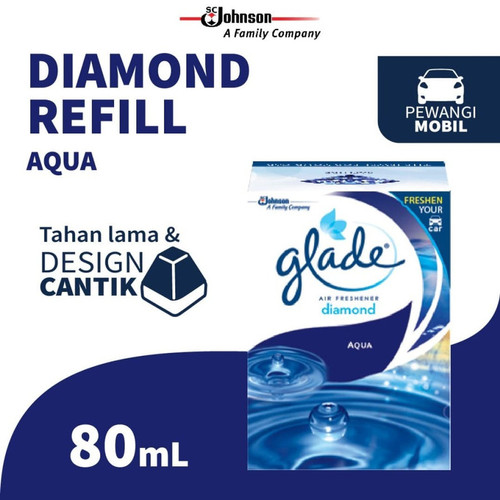 SC Johnson
A Family Company
DIAMOND
REFILL
AQUA
PEWANGI
MOBIL
Tahan lama &
DESIGN
CANTIK
SC Johnson
A Family Company
FRESHEN
YOUR
car
glade
AIR FRESHENER
diamond
AQUA
80mL